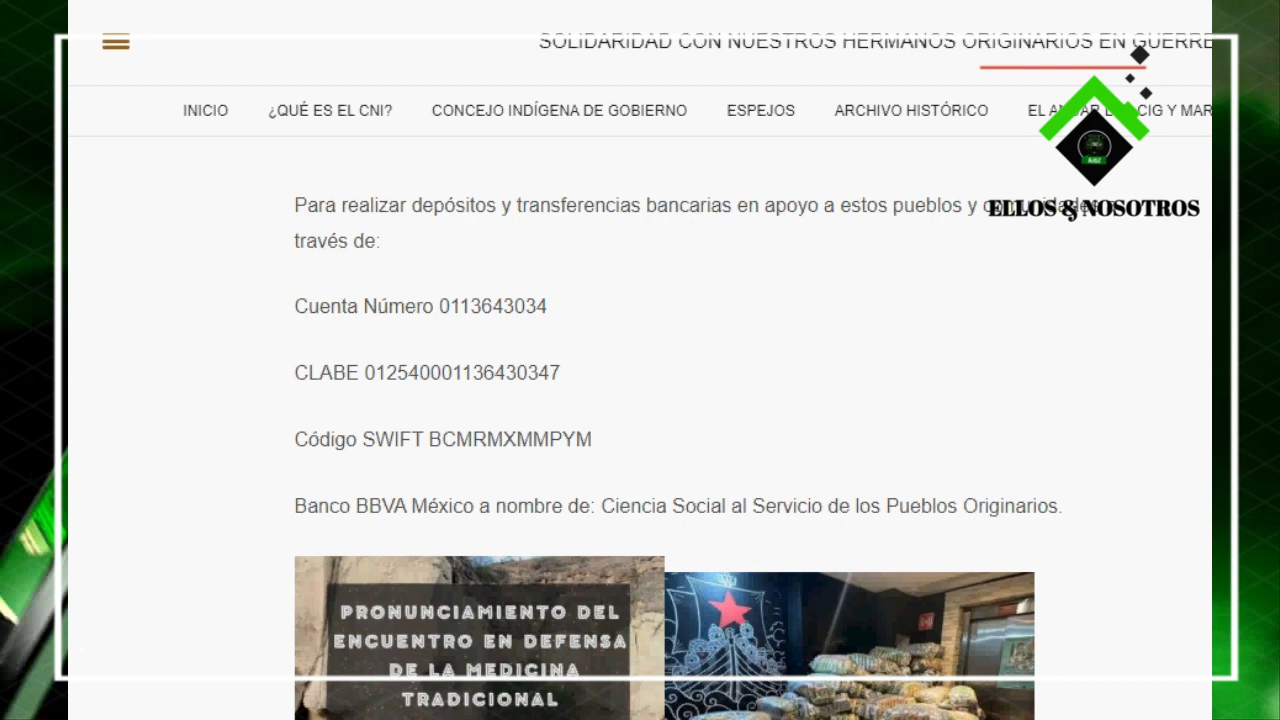 SOLIDARIDAD CON NUESTROS HERMANOS ORIGINARIOS EN GUERRE
INICIO ¿QUÉ ES EL CNI? CONCEJO INDÍGENA DE GOBIERNO ESPEJOS ARCHIVO HISTÓRICO EL CIG Y MAR
ELLOS & NOSOTROS
Para realizar depósitos y transferencias bancarias en apoyo a estos pueblos y
través de:
Cuenta Número 0113643034
CLABE 012540001136430347
Código SWIFT BCMRMXMMPYM
Banco BBVA México a nombre de: Ciencia Social al Servicio de los Pueblos Originarios.
PRONUNCIAMIENTO DEL
ENCUENTRO EN DEFENSA
DE LA MEDICINA
TRADICIONAL